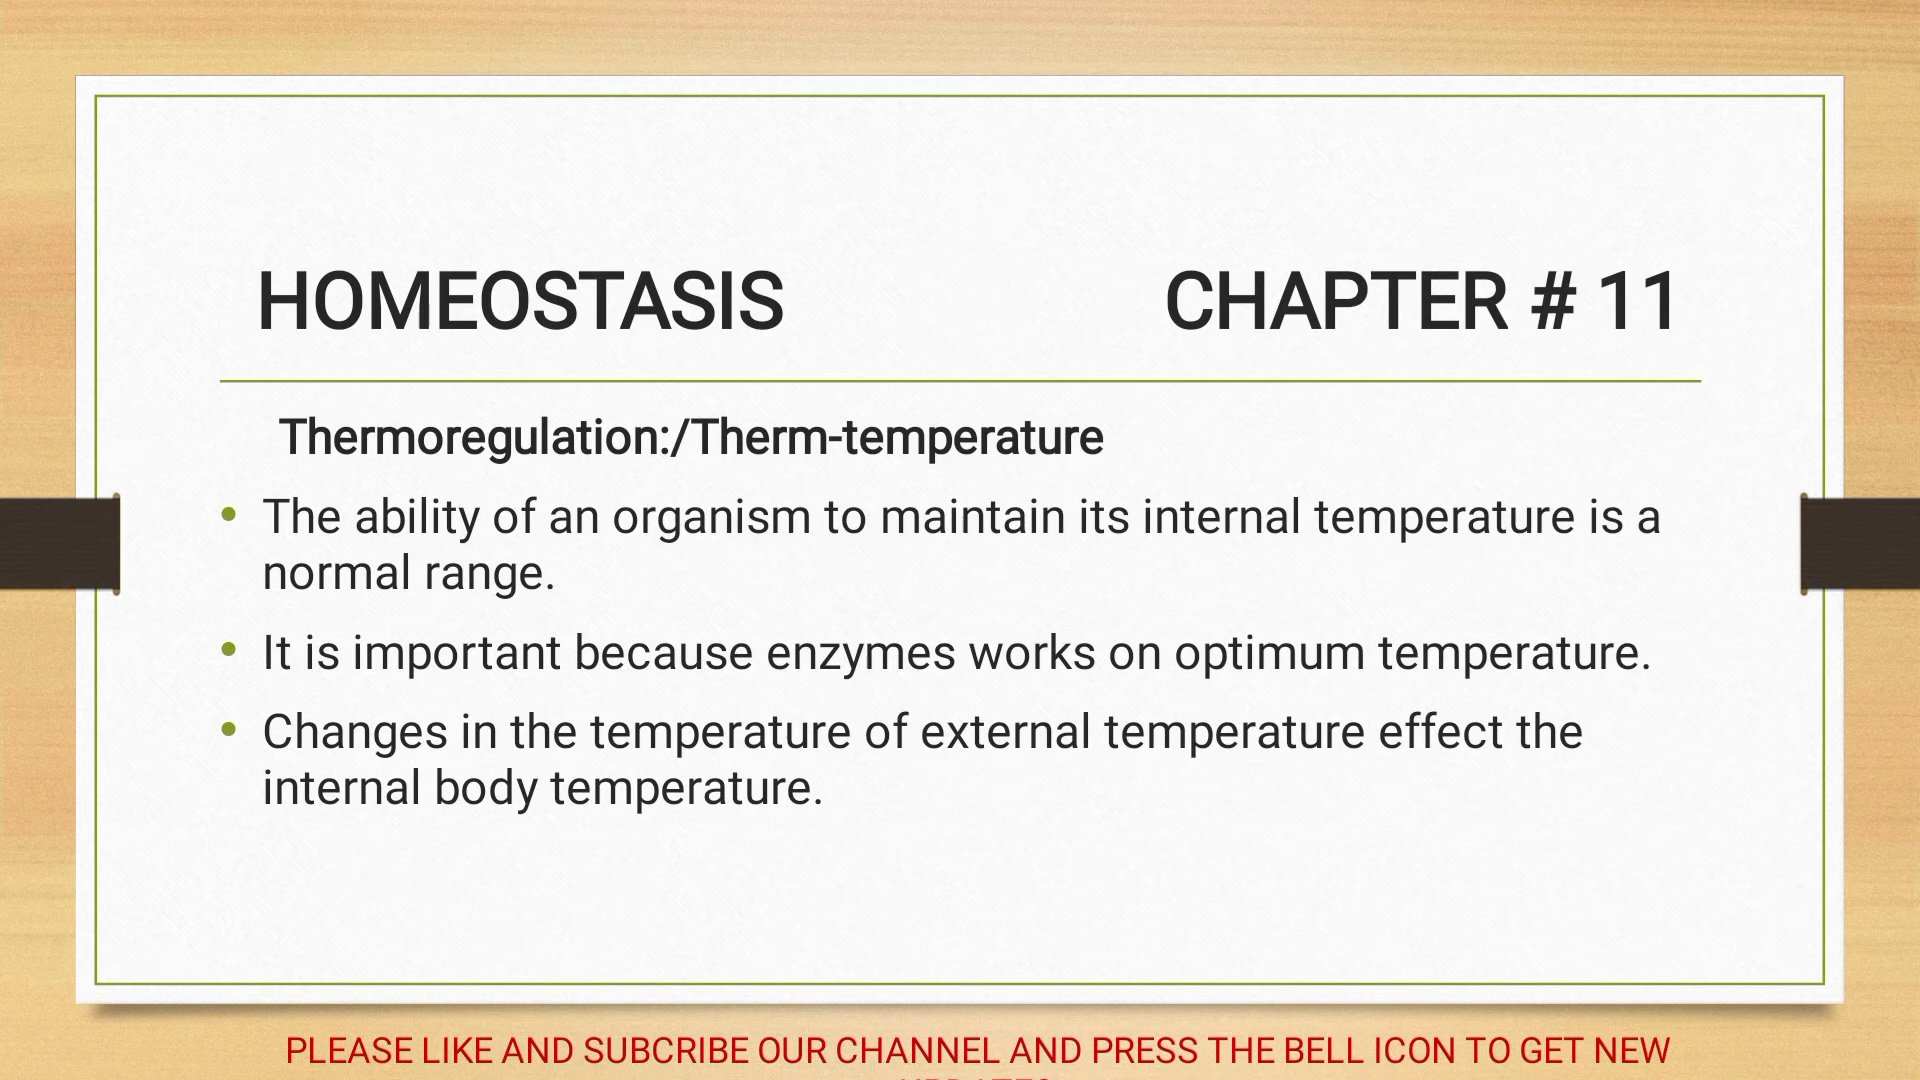 HOMEOSTASIS CHAPTER # 11
Thermoregulation:/Therm-temperature
• The ability of an organism to maintain its internal temperature is a
normal range.
• It is important because enzymes works on optimum temperature.
• Changes in the temperature of external temperature effect the
internal body temperature.
PLEASE LIKE AND SUBCRIBE OUR CHANNEL AND PRESS THE BELL ICON TO GET NEW